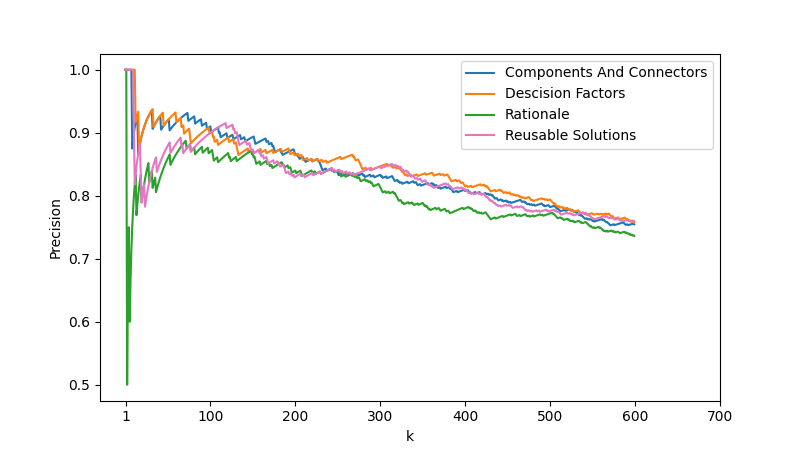 Components And Connectors
Descision Factors
Rationale
Reusable Solutions
Precision
1.0
0.9
0.8
0.7
0.6
0.5
1 100 200 300 400 500 600 700
k